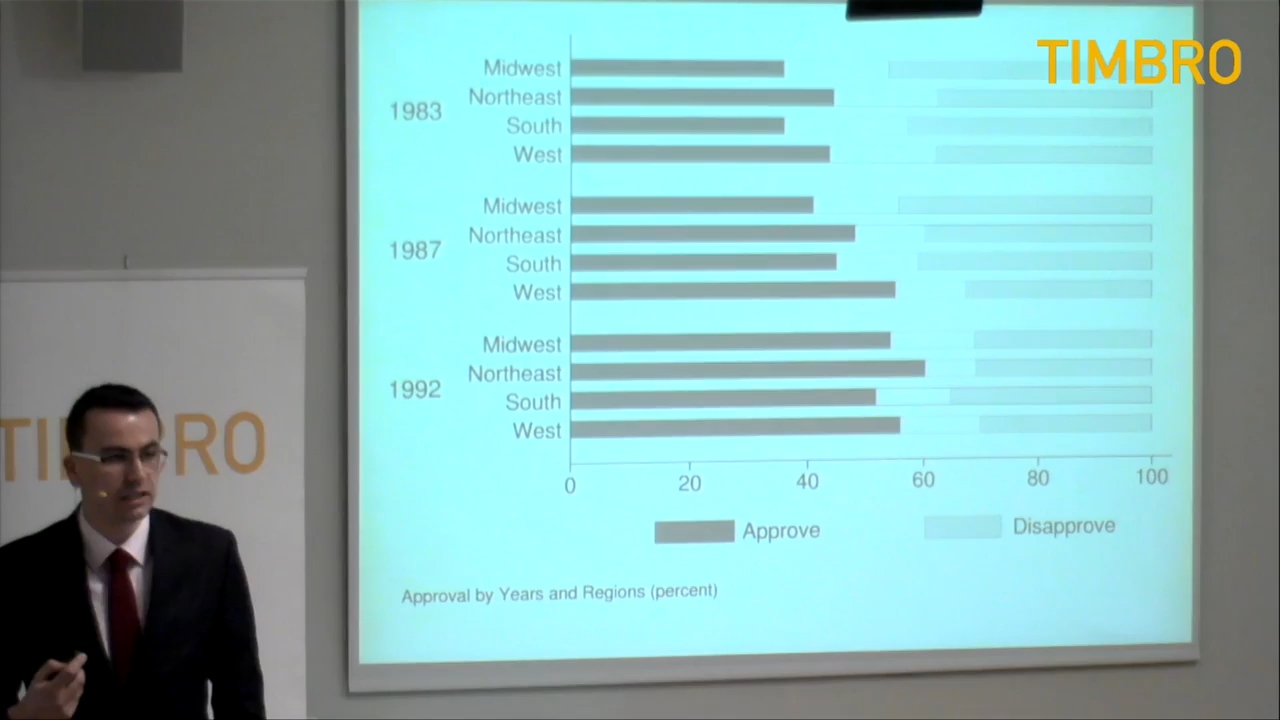 TIMBRO
Midwest
1983
Northeast
South
West
Midwest
1987
Northeast
South
West
Midwest
1992
Northeast
South
West
0 20 40 60 80 100
Approve Disapprove
Approval by Years and Regions (percent)
TIMBRO